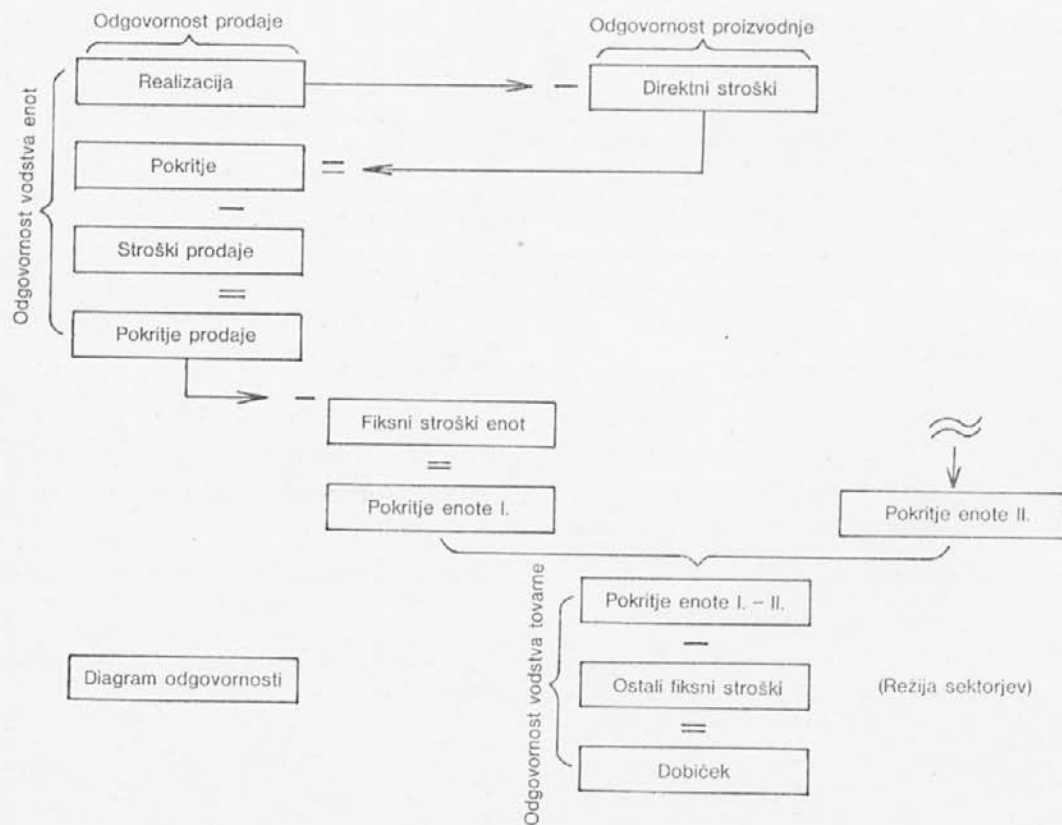 Odgovornost prodaje
Odgovornost proizvodnje
Odgovornost vodstva enot
Realizacija
–
Direktni stroški
Pokritje
=
–
Stroški prodaje
=
Pokritje prodaje
–
Fiksni stroški enot
=
Pokritje enote I.
Pokritje enote II.
Odgovornost vodstva tovarne
Pokritje enote I. – II.
–
Diagram odgovornosti
Ostali fiksni stroški
(Režija sektorjev)
=
Dobiček